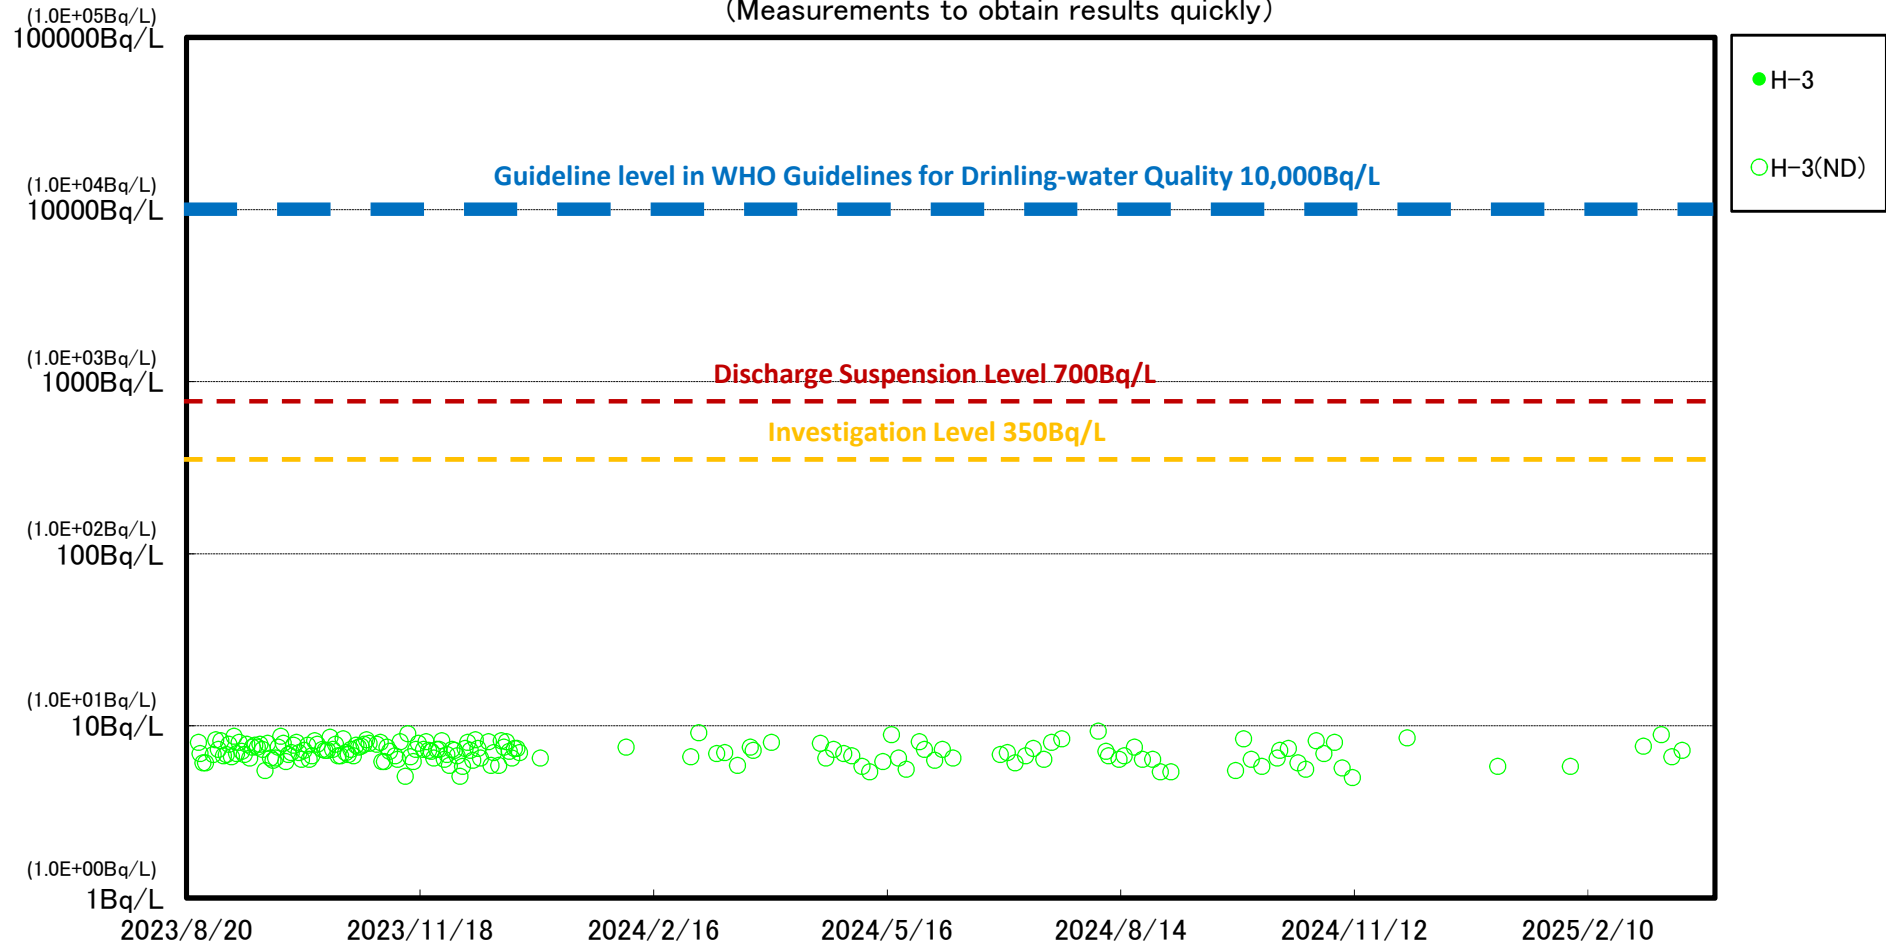 (Measurements to obtain results quickly)
(1.0E+05Bq/L)
100000Bq/L
H-3
H-3(ND)
Guideline level in WHO Guidelines for Drinling-water Quality 10,000Bq/L
(1.0E+04Bq/L)
10000Bq/L
(1.0E+03Bq/L)
1000Bq/L
Discharge Suspension Level 700Bq/L
Investigation Level 350Bq/L
(1.0E+02Bq/L)
100Bq/L
(1.0E+01Bq/L)
10Bq/L
(1.0E+00Bq/L)
1Bq/L
2023/8/20 2023/11/18 2024/2/16 2024/5/16 2024/8/14 2024/11/12 2025/2/10